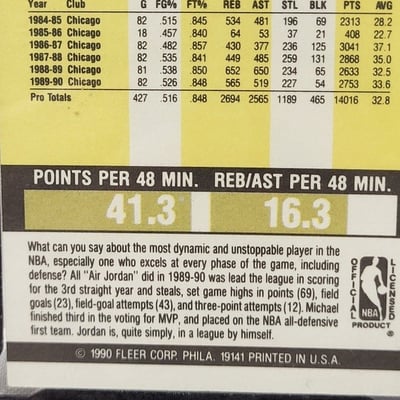 Year Club G FG% FT% REB AST STL BLK PTS AVG
1984-85 Chicago 82 .515 .845 534 481 196 69 2313 28.2
1985-86 Chicago 18 .457 .840 64 53 37 21 408 22.7
1986-87 Chicago 82 .482 .857 430 377 236 125 3041 37.1
1987-88 Chicago 82 .535 .841 449 485 259 131 2868 35.0
1988-89 Chicago 81 .538 .850 652 650 234 65 2633 32.5
1989-90 Chicago 82 .526 .848 565 519 227 54 2753 33.6
Pro Totals 427 .516 .848 2694 2565 1189 465 14016 32.8
POINTS PER 48 MIN. REB/AST PER 48 MIN.
41.3 16.3
What can you say about the most dynamic and unstoppable player in the
NBA, especially one who excels at every phase of the game, including
defense? All "Air Jordan" did in 1989-90 was lead the league in scoring
for the 3rd straight year and steals, set game highs in points (69), field
goals (23), field-goal attempts (43), and three-point attempts (12). Michael
finished third in the voting for MVP, and placed on the NBA all-defensive
first team. Jordan is, quite simply, in a league by himself.
OFFICIAL
LICENSED
NBA
PRODUCT
®
© 1990 FLEER CORP. PHILA. 19141 PRINTED IN U.S.A.